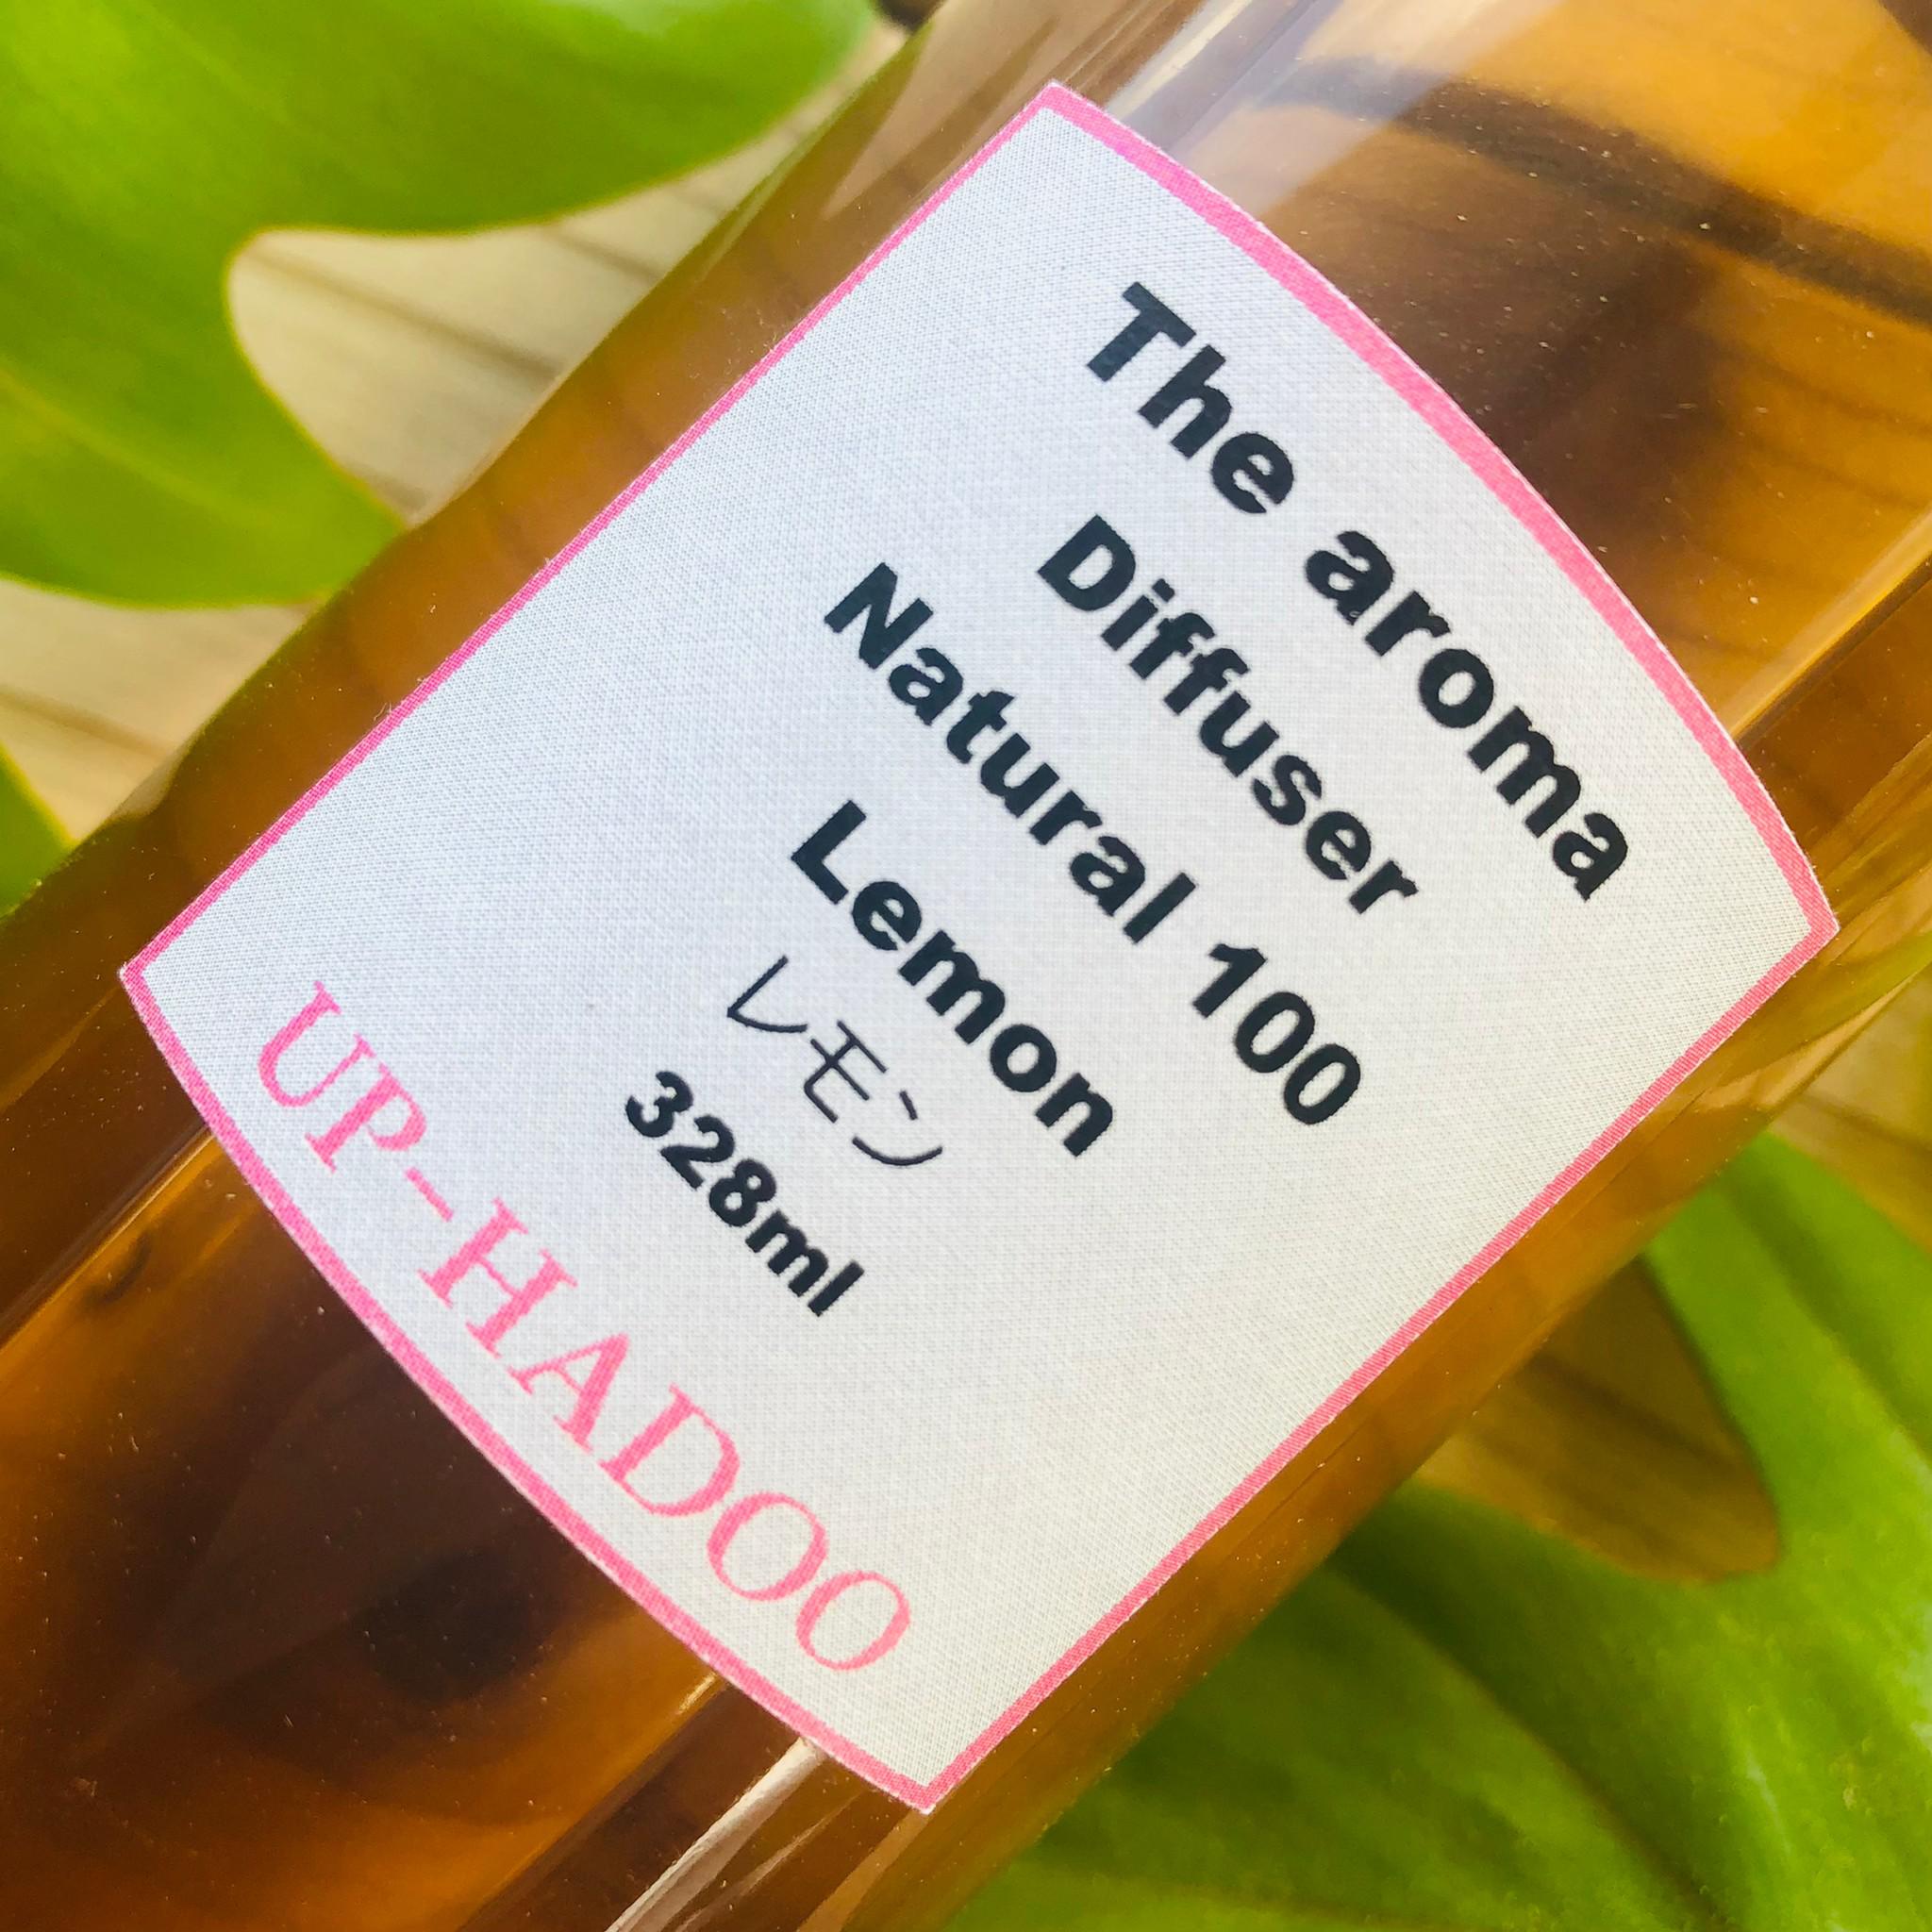 The aroma
Diffuser
Natural 100
Lemon
レモン
328ml
UP-HADOO